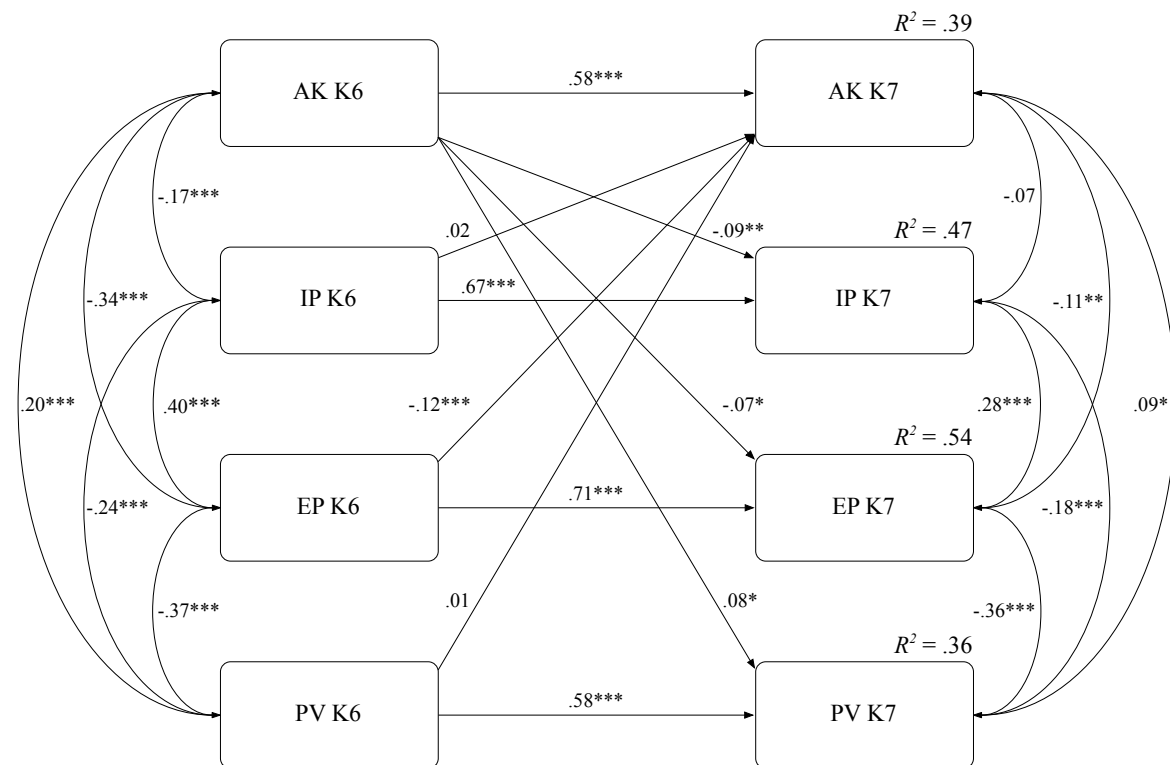 R² = .39
AK K6
.58***
AK K7
-.17***
-.07
.02
-.09**
R² = .47
-.34***
IP K6
.67***
IP K7
-.11**
.20***
.40***
-.12***
-.07*
.28***
.09*
R² = .54
-.24***
EP K6
.71***
EP K7
-.18***
-.37***
.01
.08*
-.36***
R² = .36
PV K6
.58***
PV K7